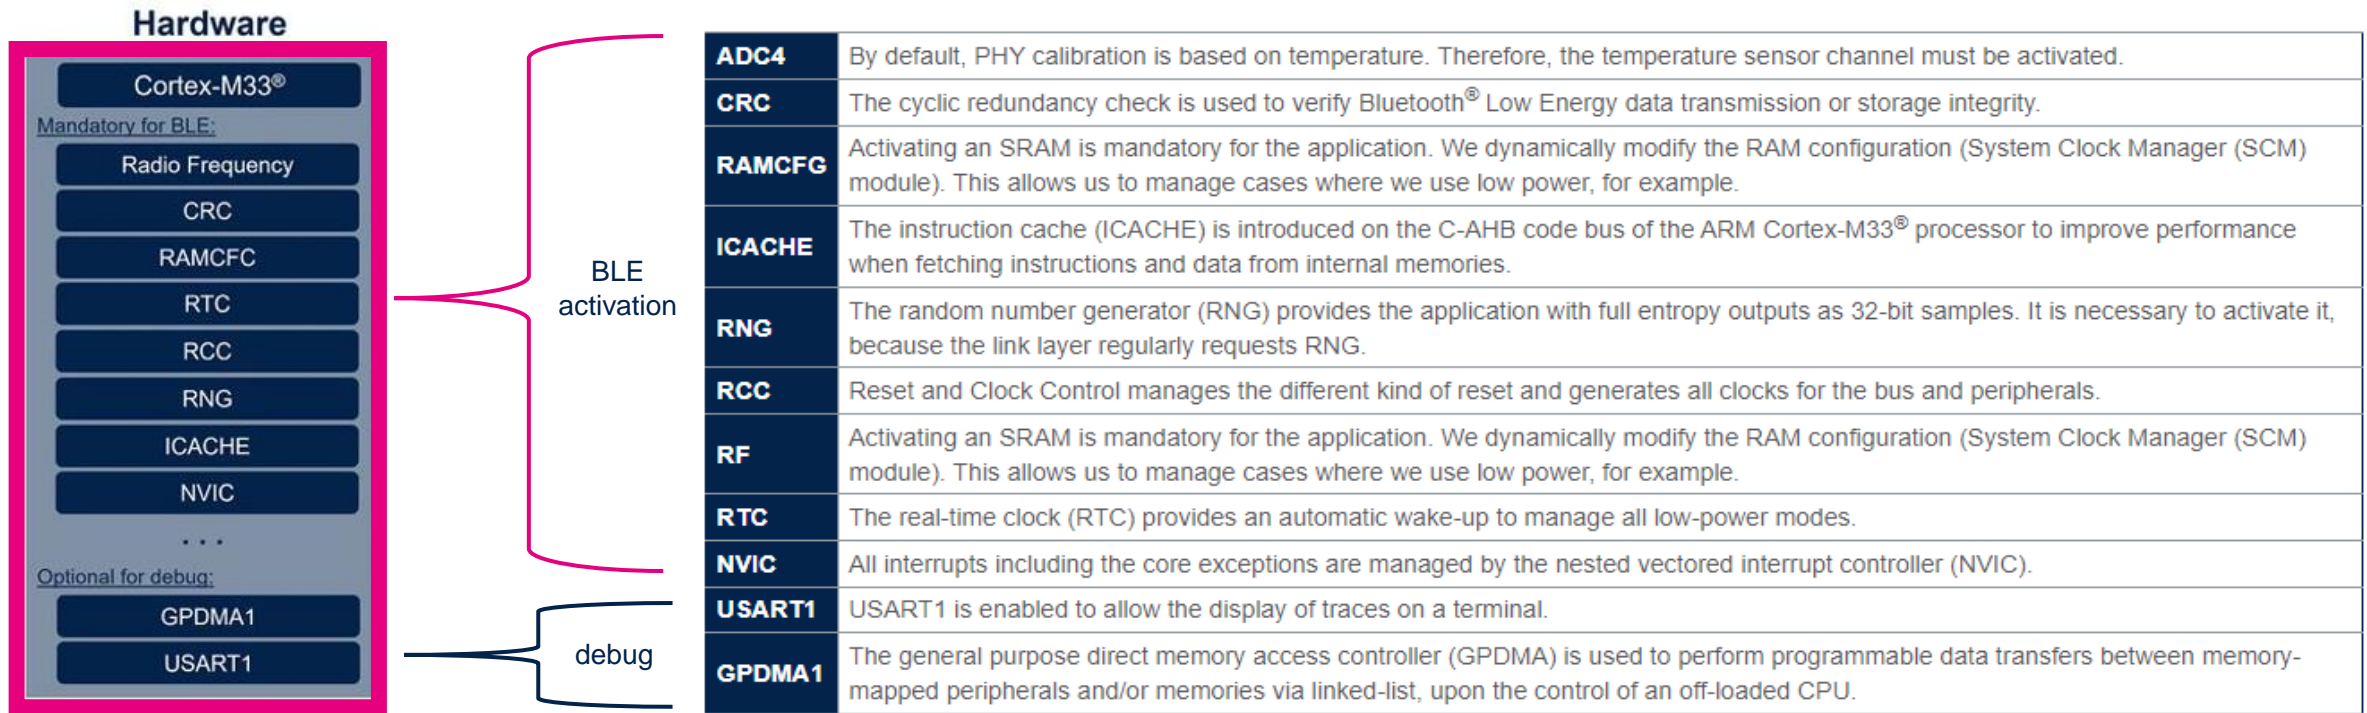 Hardware
Cortex-M33®
Mandatory for BLE:
Radio Frequency
CRC
RAMCFC
RTC
RCC
RNG
ICACHE
NVIC
...
Optional for debug:
GPDMA1
USART1
BLE
activation
debug
ADC4 By default, PHY calibration is based on temperature. Therefore, the temperature sensor channel must be activated.
CRC The cyclic redundancy check is used to verify Bluetooth® Low Energy data transmission or storage integrity.
RAMCFG Activating an SRAM is mandatory for the application. We dynamically modify the RAM configuration (System Clock Manager (SCM)
module). This allows us to manage cases where we use low power, for example.
ICACHE The instruction cache (ICACHE) is introduced on the C-AHB code bus of the ARM Cortex-M33® processor to improve performance
when fetching instructions and data from internal memories.
RNG The random number generator (RNG) provides the application with full entropy outputs as 32-bit samples. It is necessary to activate it,
because the link layer regularly requests RNG.
RCC Reset and Clock Control manages the different kind of reset and generates all clocks for the bus and peripherals.
RF Activating an SRAM is mandatory for the application. We dynamically modify the RAM configuration (System Clock Manager (SCM)
module). This allows us to manage cases where we use low power, for example.
RTC The real-time clock (RTC) provides an automatic wake-up to manage all low-power modes.
NVIC All interrupts including the core exceptions are managed by the nested vectored interrupt controller (NVIC).
USART1 USART1 is enabled to allow the display of traces on a terminal.
GPDMA1 The general purpose direct memory access controller (GPDMA) is used to perform programmable data transfers between memory-
mapped peripherals and/or memories via linked-list, upon the control of an off-loaded CPU.